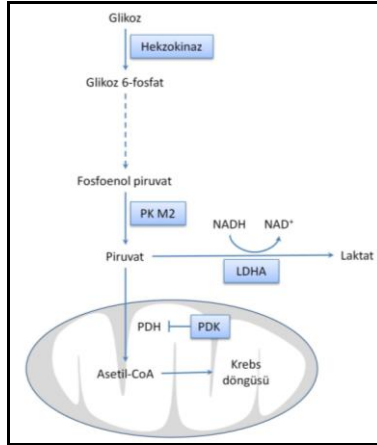 Glikoz
Hekzokinaz
Glikoz 6-fosfat
Fosfoenol piruvat
PK M2
NADH NAD⁺
Piruvat
Laktat
LDHA
PDH
PDK
Asetil-CoA
Krebs
döngüsü